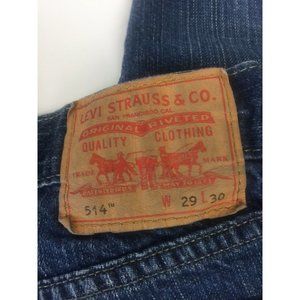 LEVI STRAUSS & CO.
SAN FRANCISCO CAL.
ORIGINAL RIVETED
QUALITY CLOTHING
TRADE MARK
514™ W 29 L 30